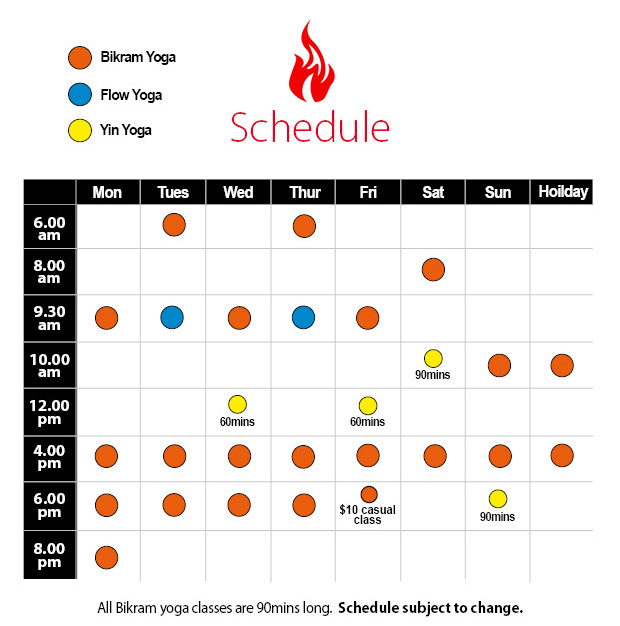 Bikram Yoga
Flow Yoga
Yin Yoga
Schedule
Mon Tues Wed Thur Fri Sat Sun Hoilday
6.00
am
8.00
am
9.30
am
10.00
am
90mins
12.00
pm
60mins 60mins
4.00
pm
6.00
pm
$10 casual
class
90mins
8.00
pm
All Bikram yoga classes are 90mins long. Schedule subject to change.